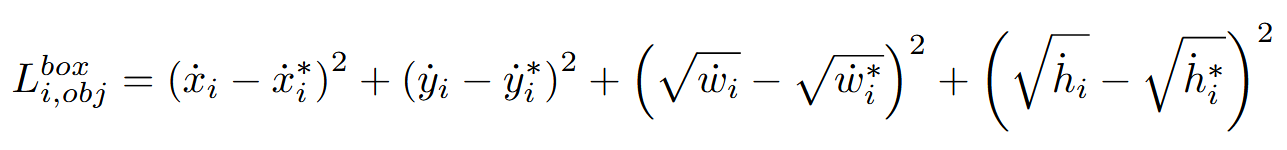 L_{i,obj}^{box} = (\dot{x}_i - \dot{x}_i^*)^2 + (\dot{y}_i - \dot{y}_i^*)^2 + \left(\sqrt{\dot{w}_i} - \sqrt{\dot{w}_i^*}\right)^2 + \left(\sqrt{\dot{h}_i} - \sqrt{\dot{h}_i^*}\right)^2